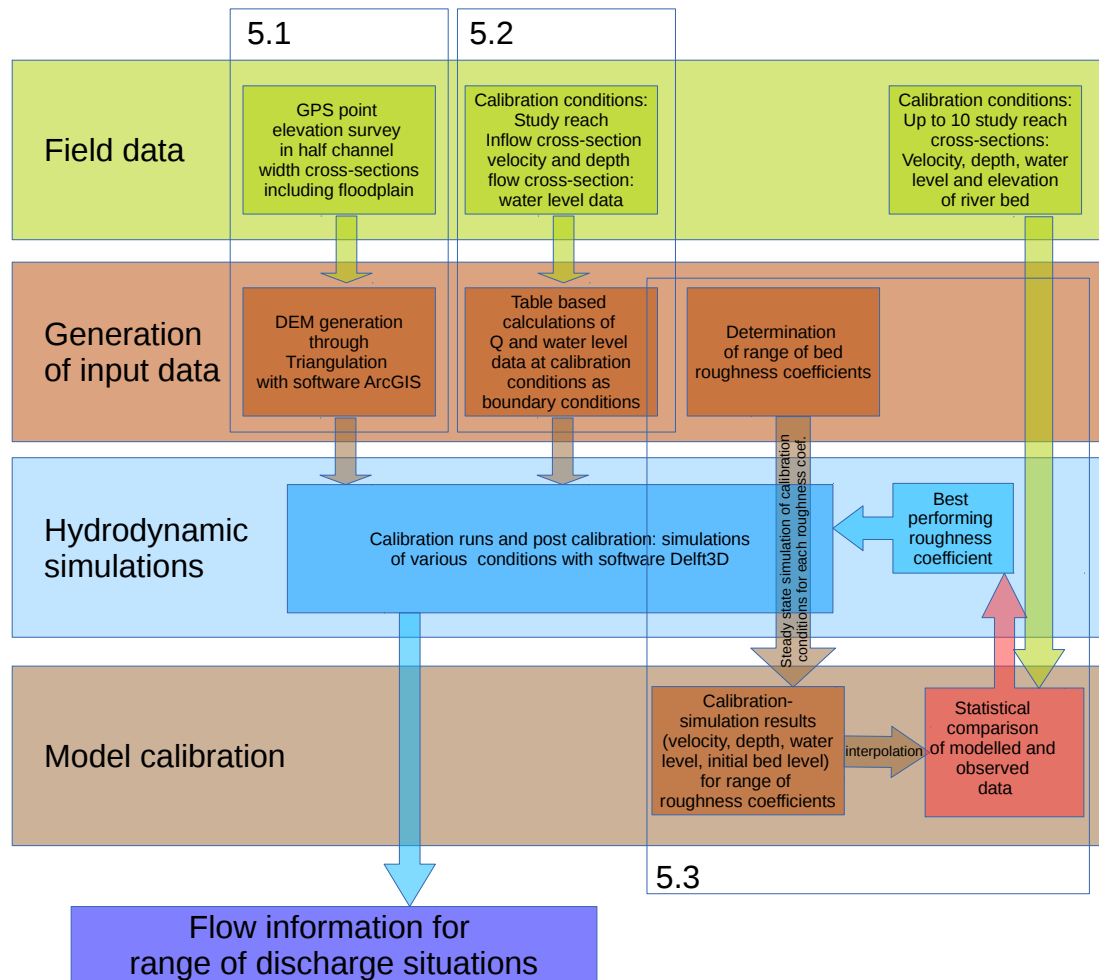 5.1
5.2
Field data
GPS point
elevation survey
in half channel
width cross-sections
including floodplain
Calibration conditions:
Study reach
Inflow cross-section
velocity and depth
flow cross-section:
water level data
Calibration conditions:
Up to 10 study reach
cross-sections:
Velocity, depth, water
level and elevation
of river bed
Generation
of input data
DEM generation
through
Triangulation
with software ArcGIS
Table based
calculations of
Q and water level
data at calibration
conditions as
boundary conditions
Determination
of range of bed
roughness coefficients
Steady state simulation of calibration
conditions for each roughness coef.
Hydrodynamic
simulations
Calibration runs and post calibration: simulations
of various conditions with software Delft3D
Best
performing
roughness
coefficient
Model calibration
Calibration-
simulation results
(velocity, depth, water
level, initial bed level)
for range of
roughness coefficients
interpolation
Statistical
comparison
of modelled and
observed
data
5.3
Flow information for
range of discharge situations